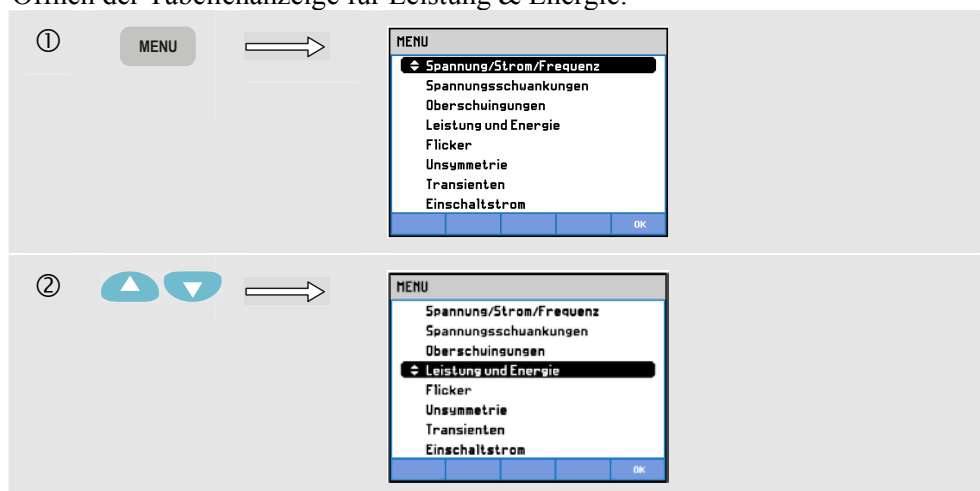 Öffnen der Tabellenanzeige für Leistung & Energie:
① MENU
MENU
Spannung/Strom/Frequenz
Spannungsschwankungen
Oberschwingungen
Leistung und Energie
Flicker
Unsymmetrie
Transienten
Einschaltstrom
OK
②
MENU
Spannung/Strom/Frequenz
Spannungsschwankungen
Oberschwingungen
Leistung und Energie
Flicker
Unsymmetrie
Transienten
Einschaltstrom
OK